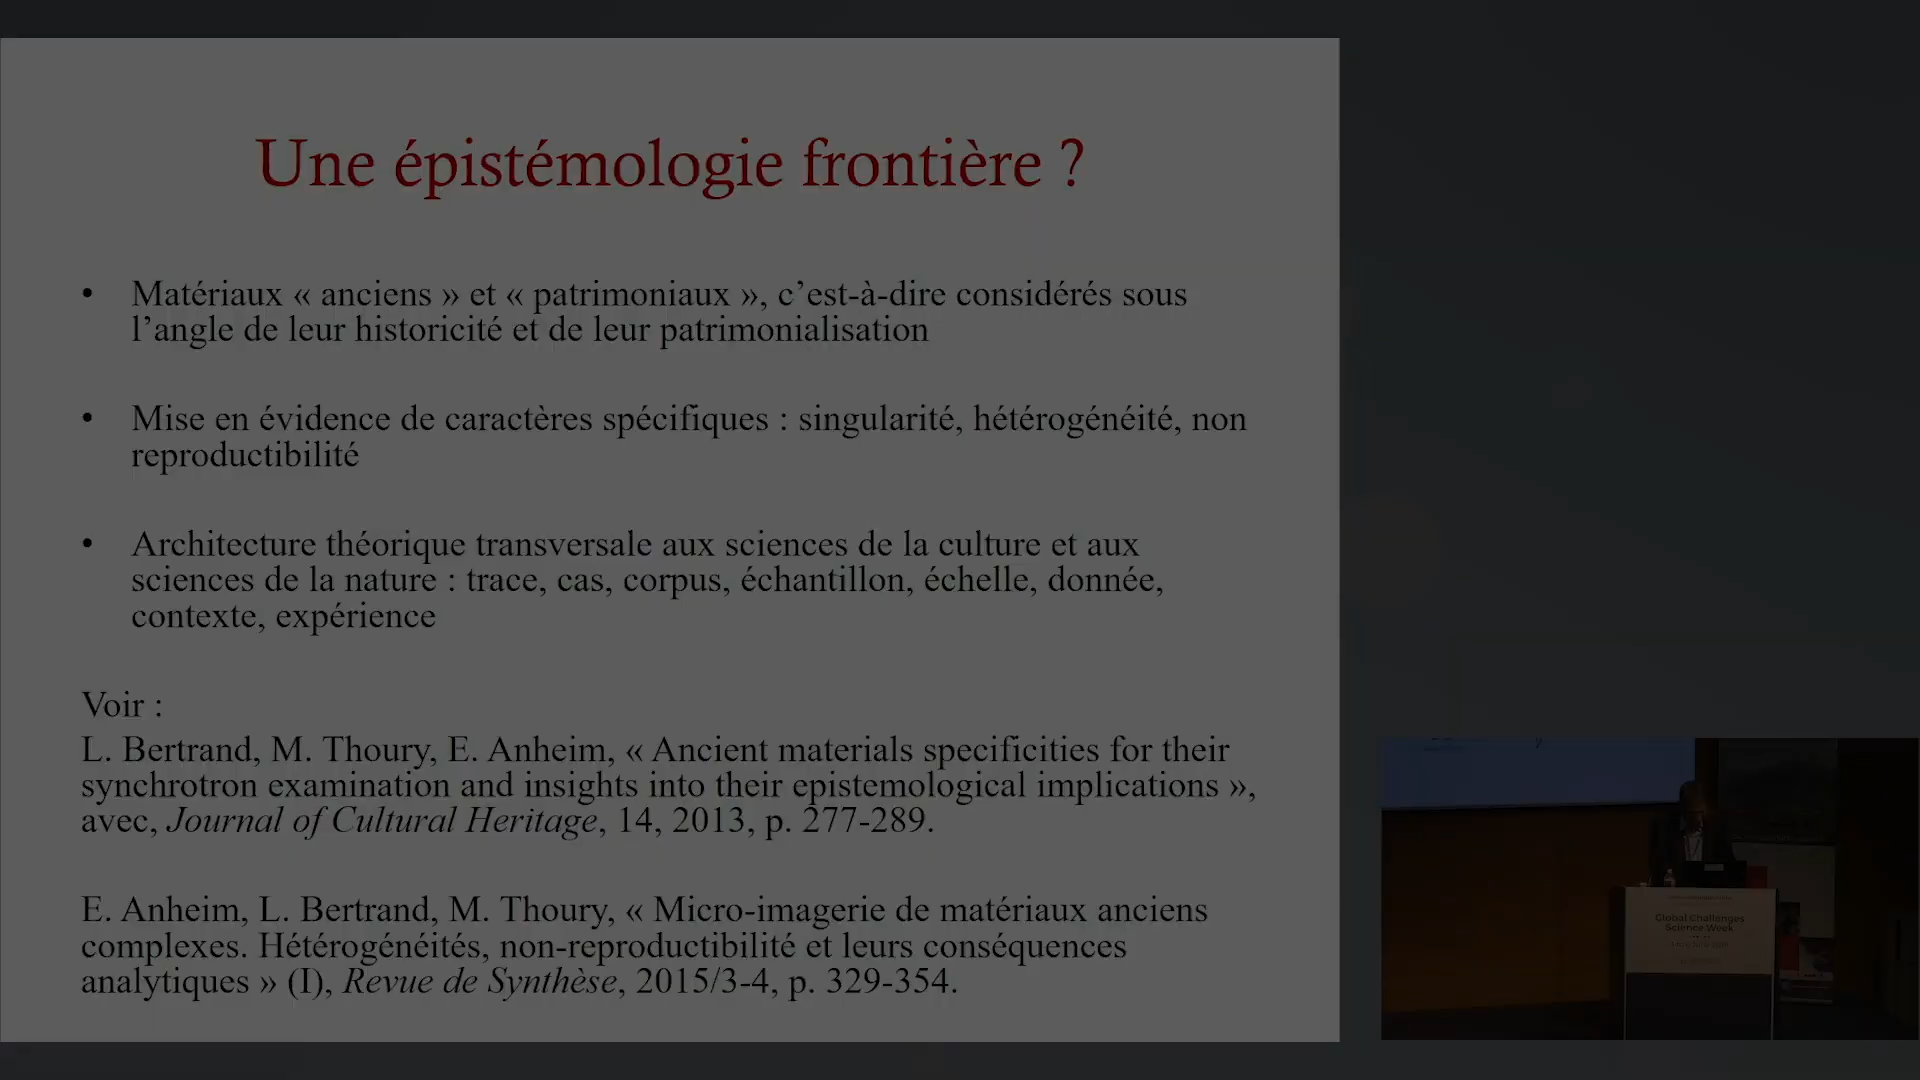 Une épistémologie frontière ?
• Matériaux « anciens » et « patrimoniaux », c’est-à-dire considérés sous
l’angle de leur historicité et de leur patrimonialisation
• Mise en évidence de caractères spécifiques : singularité, hétérogénéité, non
reproductibilité
• Architecture théorique transversale aux sciences de la culture et aux
sciences de la nature : trace, cas, corpus, échantillon, échelle, donnée,
contexte, expérience
Voir :
L. Bertrand, M. Thoury, E. Anheim, « Ancient materials specificities for their
synchrotron examination and insights into their epistemological implications »,
avec, Journal of Cultural Heritage, 14, 2013, p. 277-289.
E. Anheim, L. Bertrand, M. Thoury, « Micro-imagerie de matériaux anciens
complexes. Hétérogénéités, non-reproductibilité et leurs conséquences
analytiques » (I), Revue de Synthèse, 2015/3-4, p. 329-354.
Global Challenges
Science Week